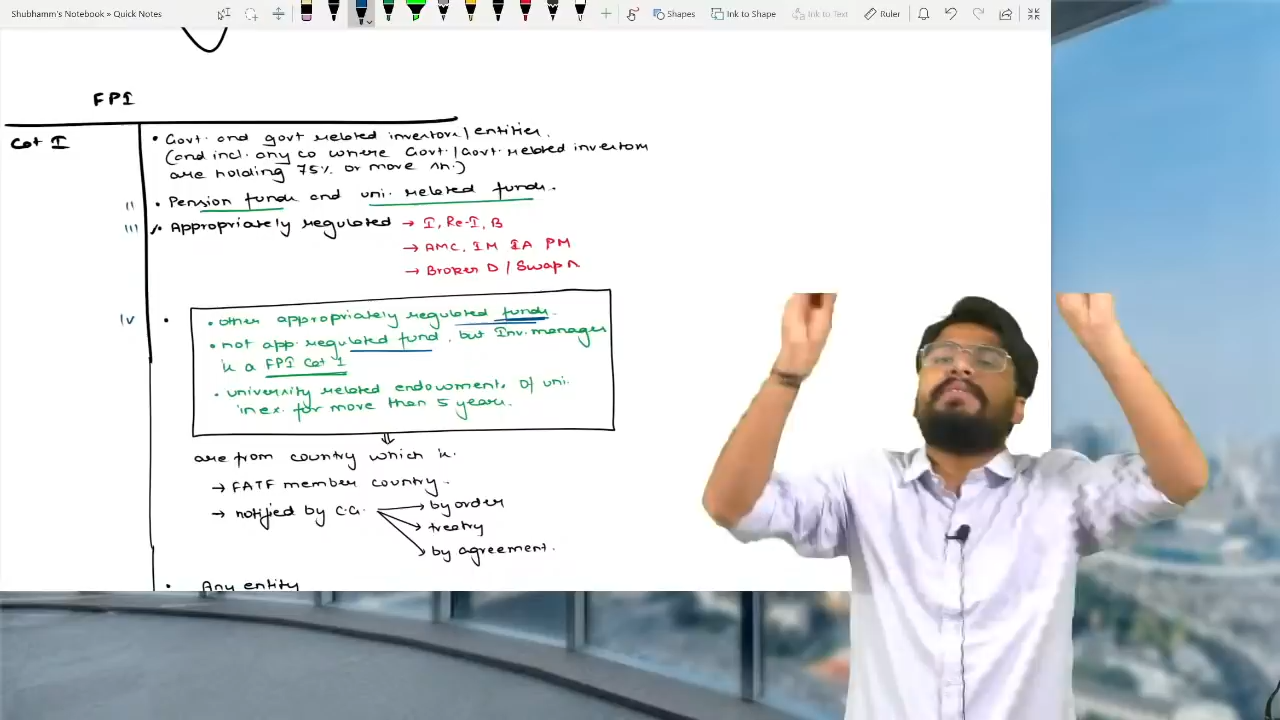 Shubhamm's Notebook » Quick Notes
Shapes
Ink to Shape
Ink to Text
Ruler
FPI
Cat I
• Govt. and govt related investors/entities.
(and incl. any co where Govt./Govt. related investors
are holding 75% or more in.)
ii • Pension funds and uni. related funds.
iii • Appropriately regulated → I, Re-I, B
→ AMC, IM IA PM
→ Broker D / Swap
iv •
• other appropriately regulated funds.
• not app. regulated fund, but Inv. manager
is a FPI Cat I
• university related endowments of uni.
in ex. for more than 5 years.
are from country which is.
→ FATF member country.
→ notified by C.G. → by order
→ treaty
→ by agreement.
• Any entity